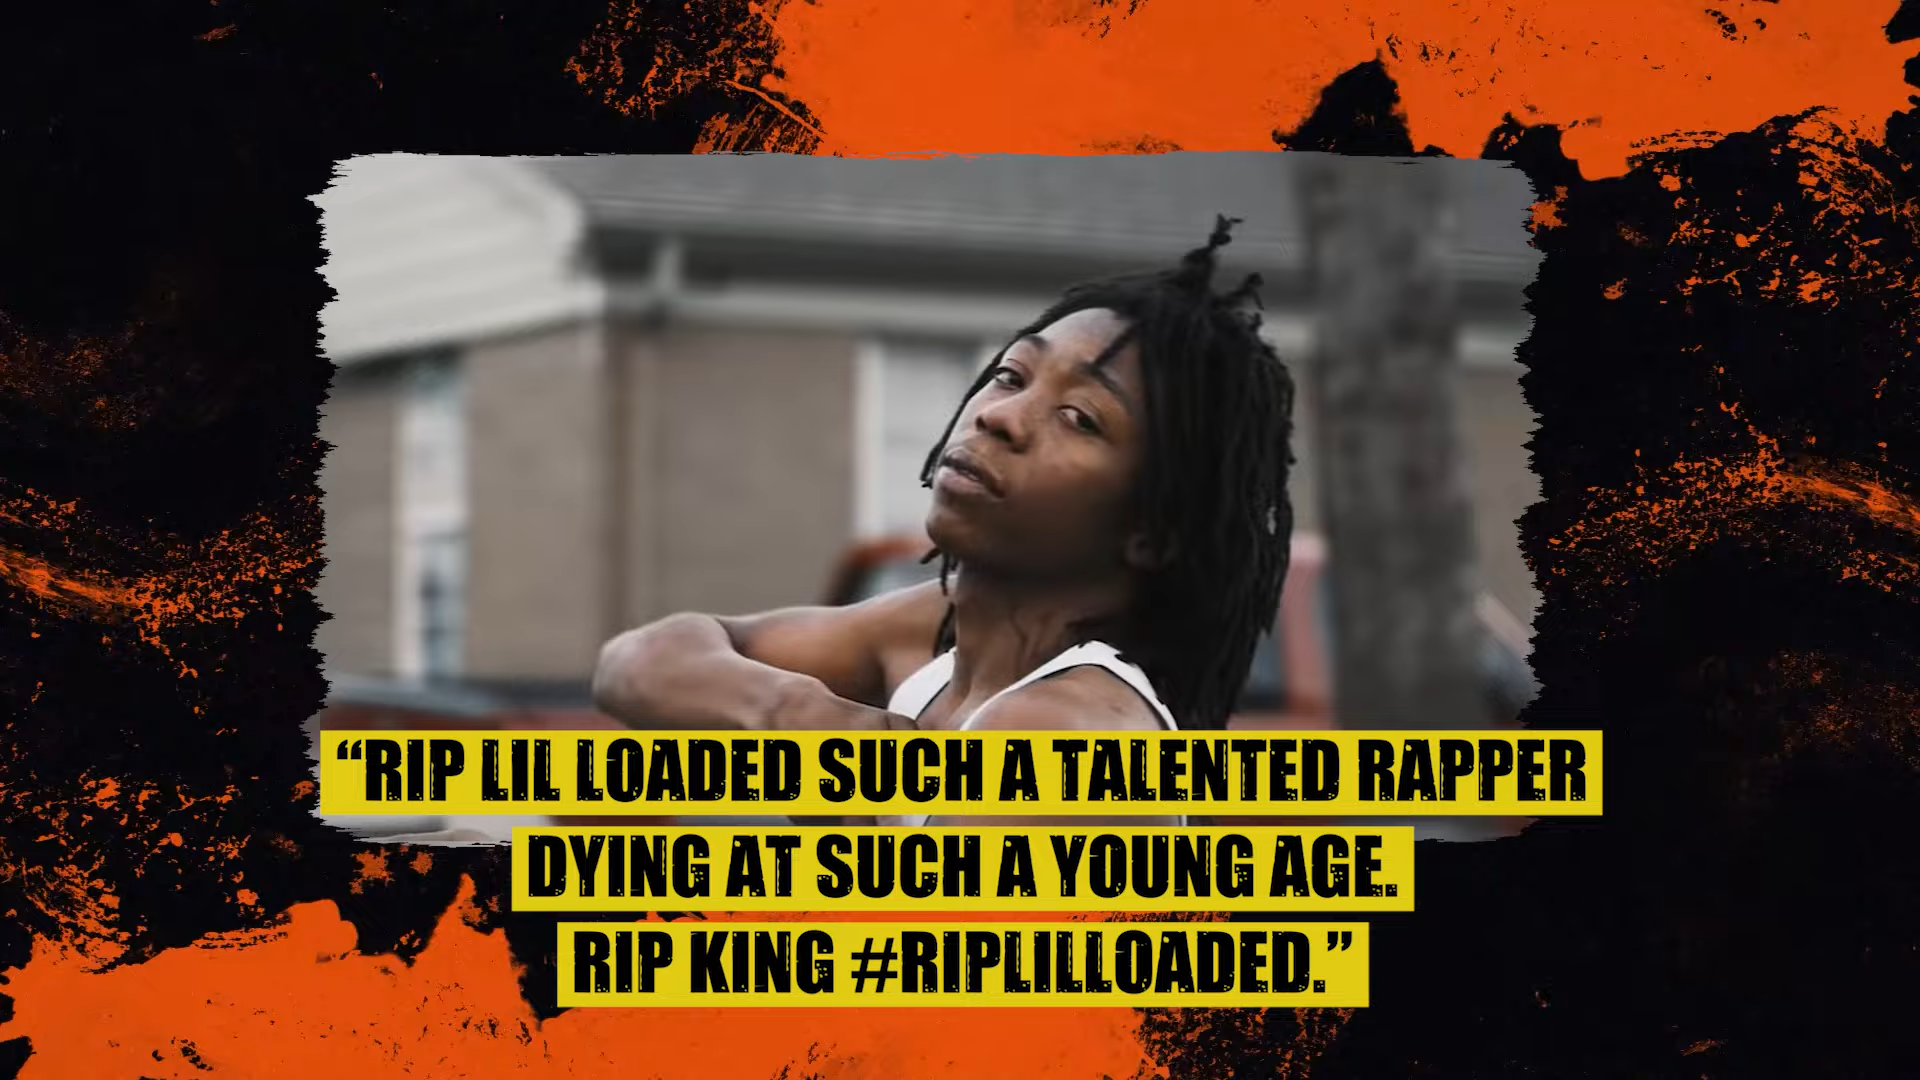 “RIP LIL LOADED SUCH A TALENTED RAPPER
DYING AT SUCH A YOUNG AGE.
RIP KING #RIPLILLOADED.”